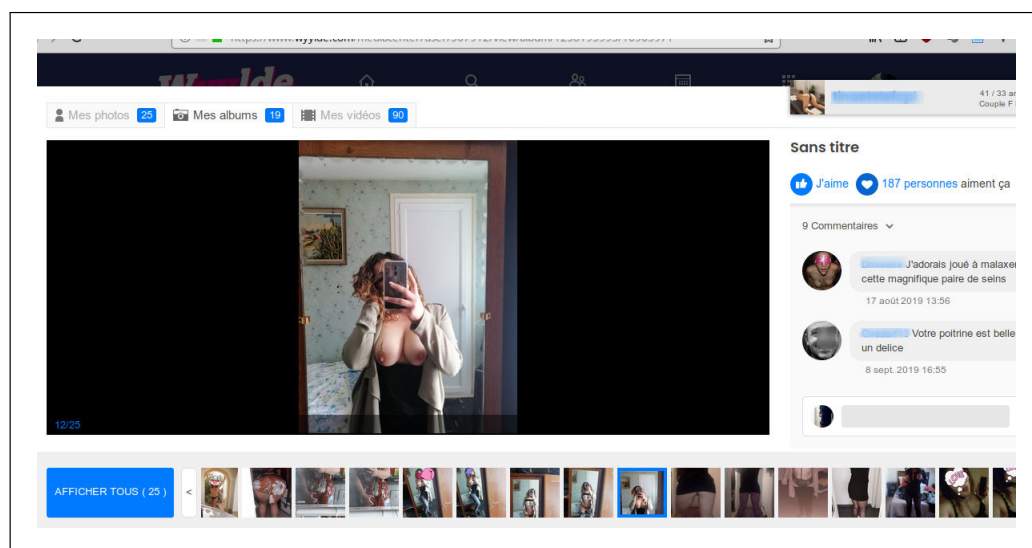 Wyylde
Mes photos 25
Mes albums 19
Mes vidéos 90
41 / 33 an
Couple F
Sans titre
J'aime
187 personnes aiment ça
9 Commentaires
J'adorais joué à malaxer
cette magnifique paire de seins
17 août 2019 13:56
Votre poitrine est belle
un delice
8 sept. 2019 16:55
12/25
AFFICHER TOUS ( 25 )
<